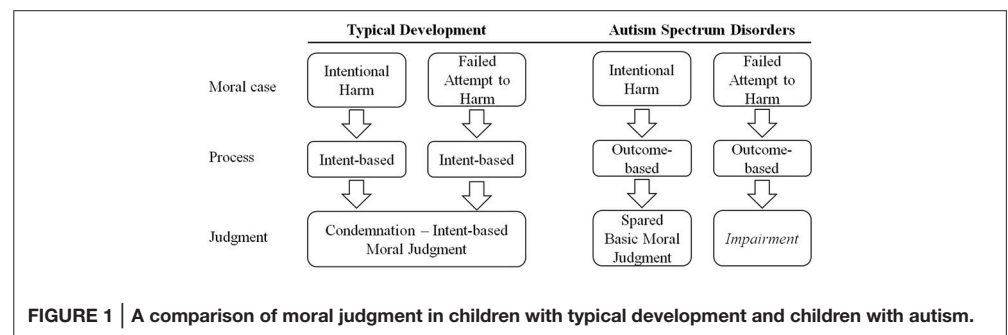 Typical Development Autism Spectrum Disorders
Moral case
Intentional
Harm
Failed
Attempt to
Harm
Intentional
Harm
Failed
Attempt to
Harm
Process
Intent-based
Intent-based
Outcome-
based
Outcome-
based
Judgment
Condemnation – Intent-based
Moral Judgment
Spared
Basic Moral
Judgment
Impairment
FIGURE 1 | A comparison of moral judgment in children with typical development and children with autism.